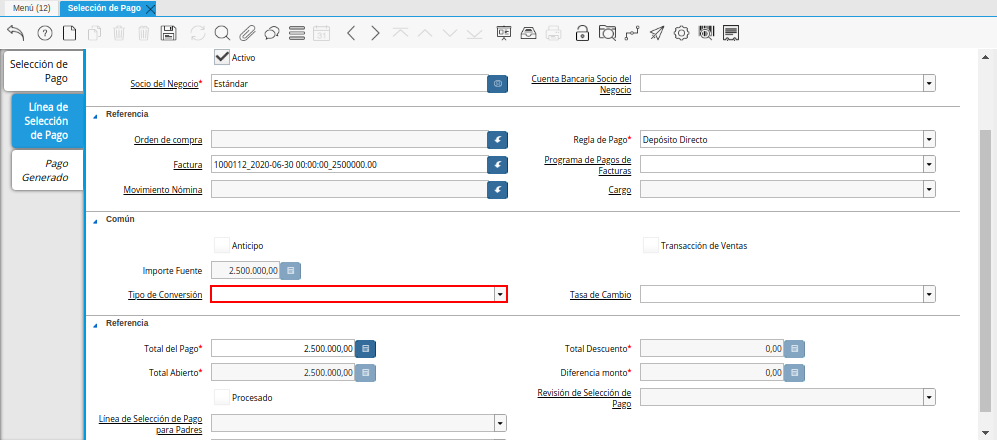 Menú (12)
Selección de Pago
Selección de
Pago
Línea de
Selección
de Pago
Pago
Generado
Activo
Socio del Negocio*
Estándar
Cuenta Bancaria Socio del
Negocio
Referencia
Orden de compra
Regla de Pago*
Depósito Directo
Factura
1000112_2020-06-30 00:00:00_2500000.00
Programa de Pagos de
Facturas
Movimiento Nómina
Cargo
Común
Anticipo
Transacción de Ventas
Importe Fuente
2.500.000,00
Tipo de Conversión
Tasa de Cambio
Referencia
Total del Pago*
2.500.000,00
Total Descuento*
0,00
Total Abierto*
2.500.000,00
Diferencia monto*
0,00
Procesado
Revisión de Selección de
Pago
Línea de Selección de Pago
para Padres